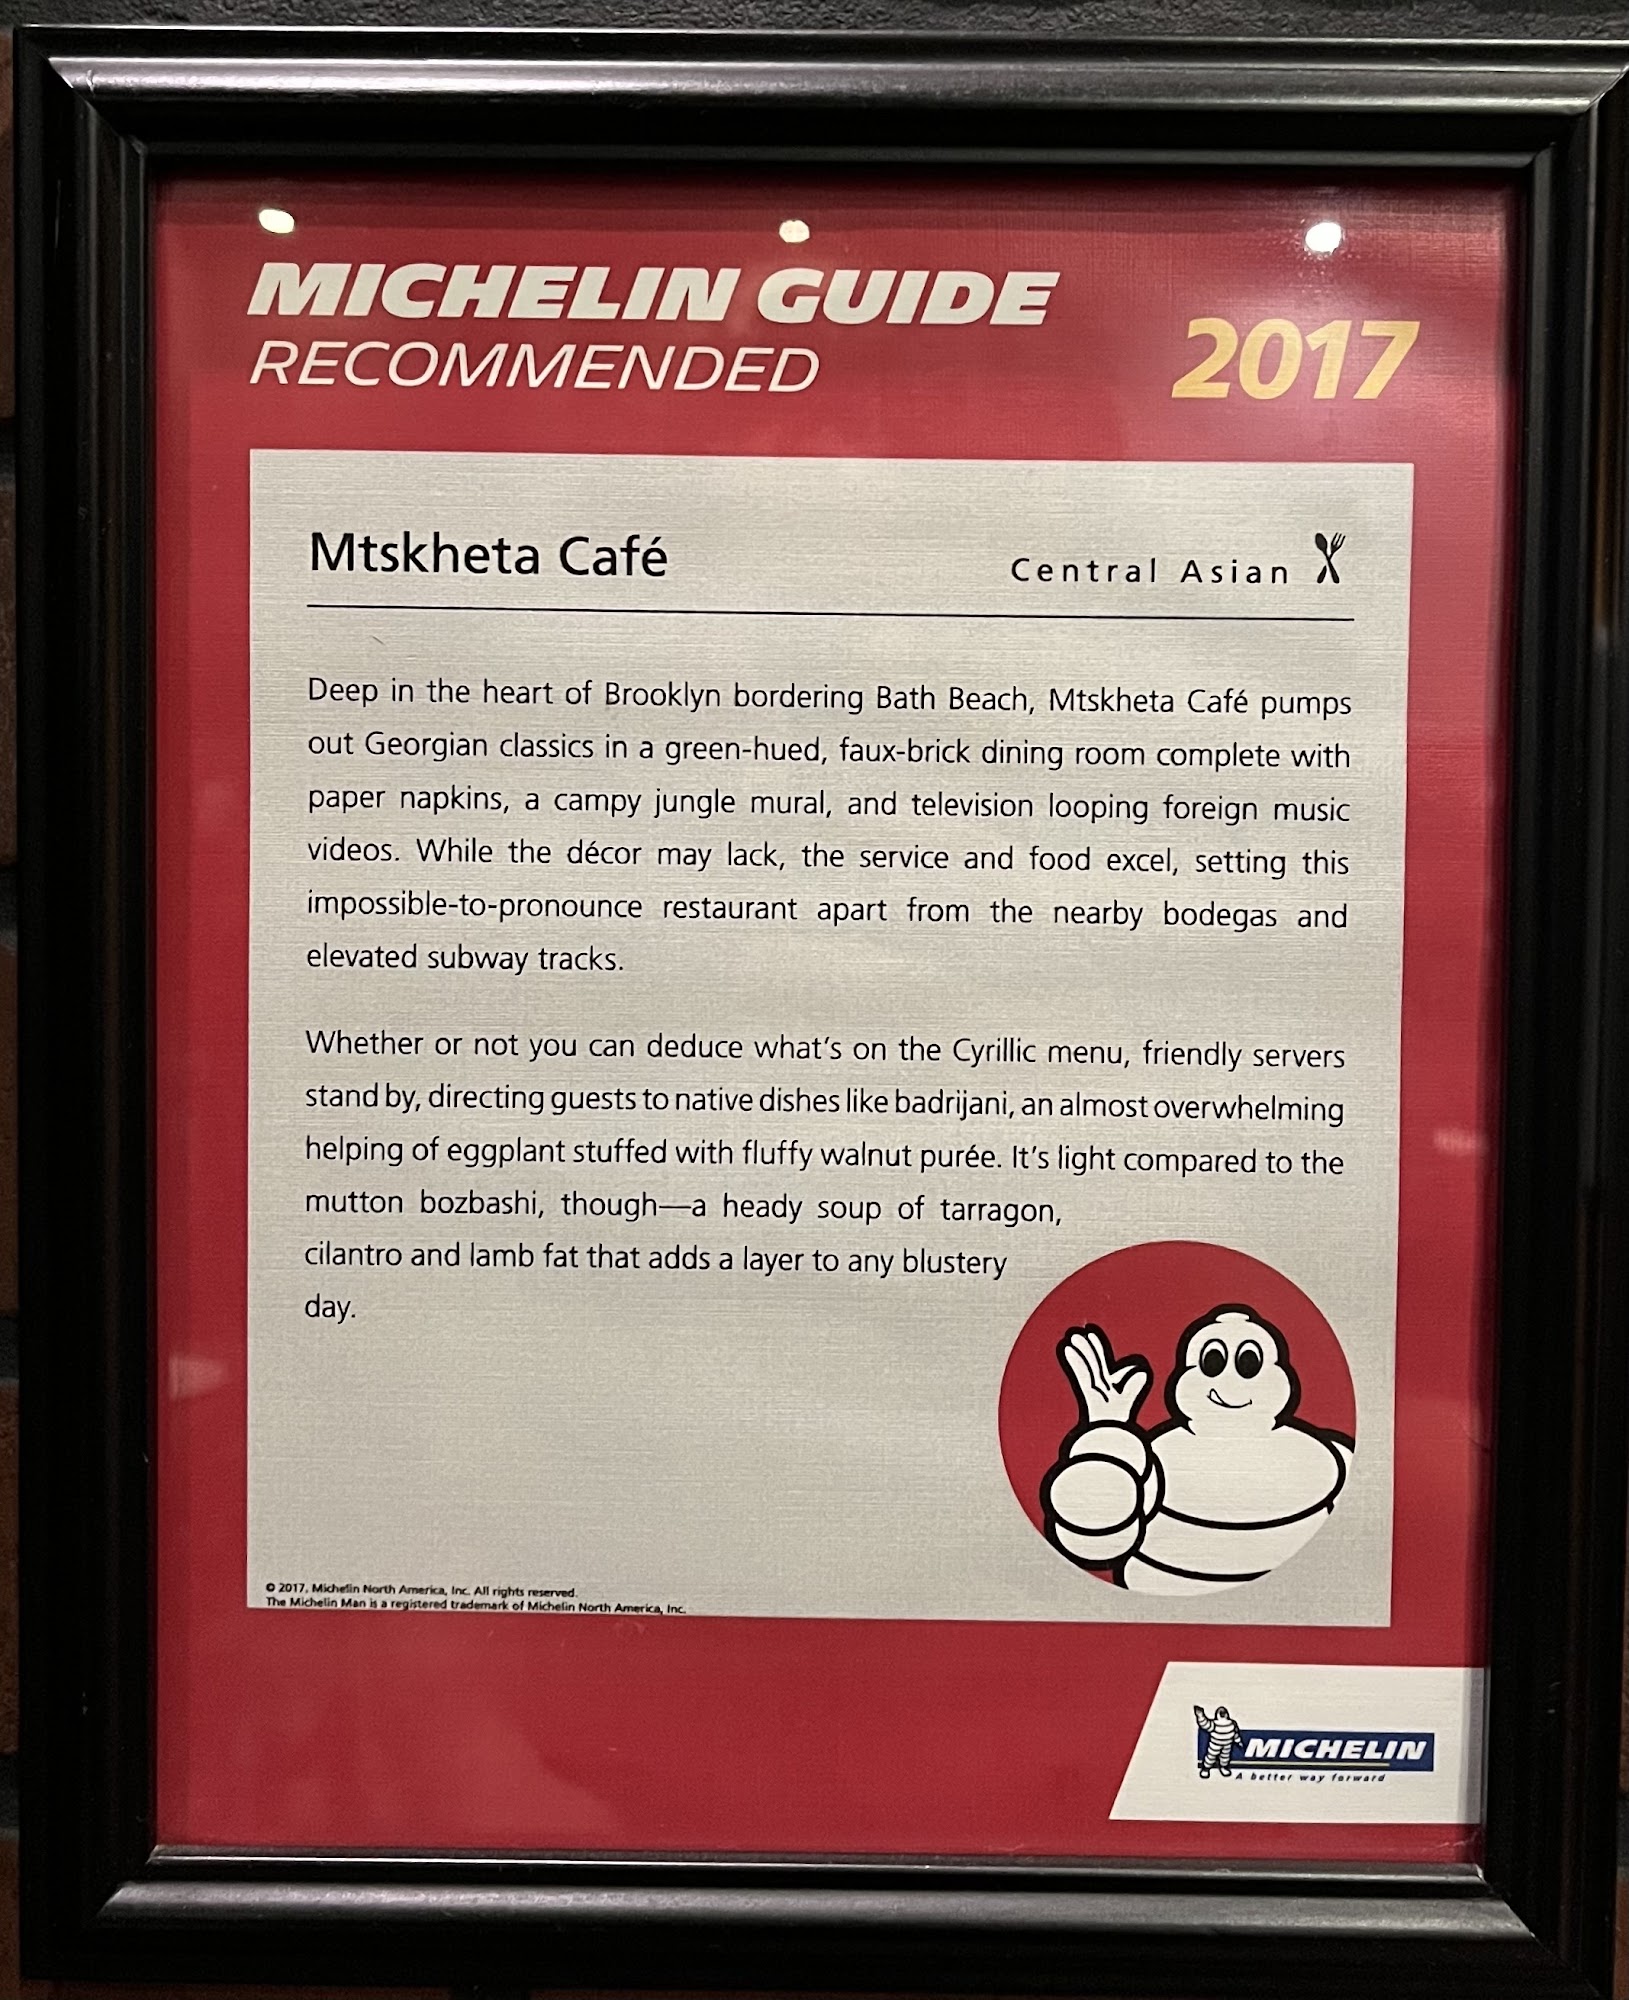 MICHELIN GUIDE
RECOMMENDED
2017
Mtskheta Café
Central Asian
Deep in the heart of Brooklyn bordering Bath Beach, Mtskheta Café pumps
out Georgian classics in a green-hued, faux-brick dining room complete with
paper napkins, a campy jungle mural, and television looping foreign music
videos. While the décor may lack, the service and food excel, setting this
impossible-to-pronounce restaurant apart from the nearby bodegas and
elevated subway tracks.
Whether or not you can deduce what's on the Cyrillic menu, friendly servers
stand by, directing guests to native dishes like badrijani, an almost overwhelming
helping of eggplant stuffed with fluffy walnut purée. It's light compared to the
mutton bozbashi, though—a heady soup of tarragon,
cilantro and lamb fat that adds a layer to any blustery
day.
© 2017, Michelin North America, Inc. All rights reserved.
The Michelin Man is a registered trademark of Michelin North America, Inc.
MICHELIN
A better way forward